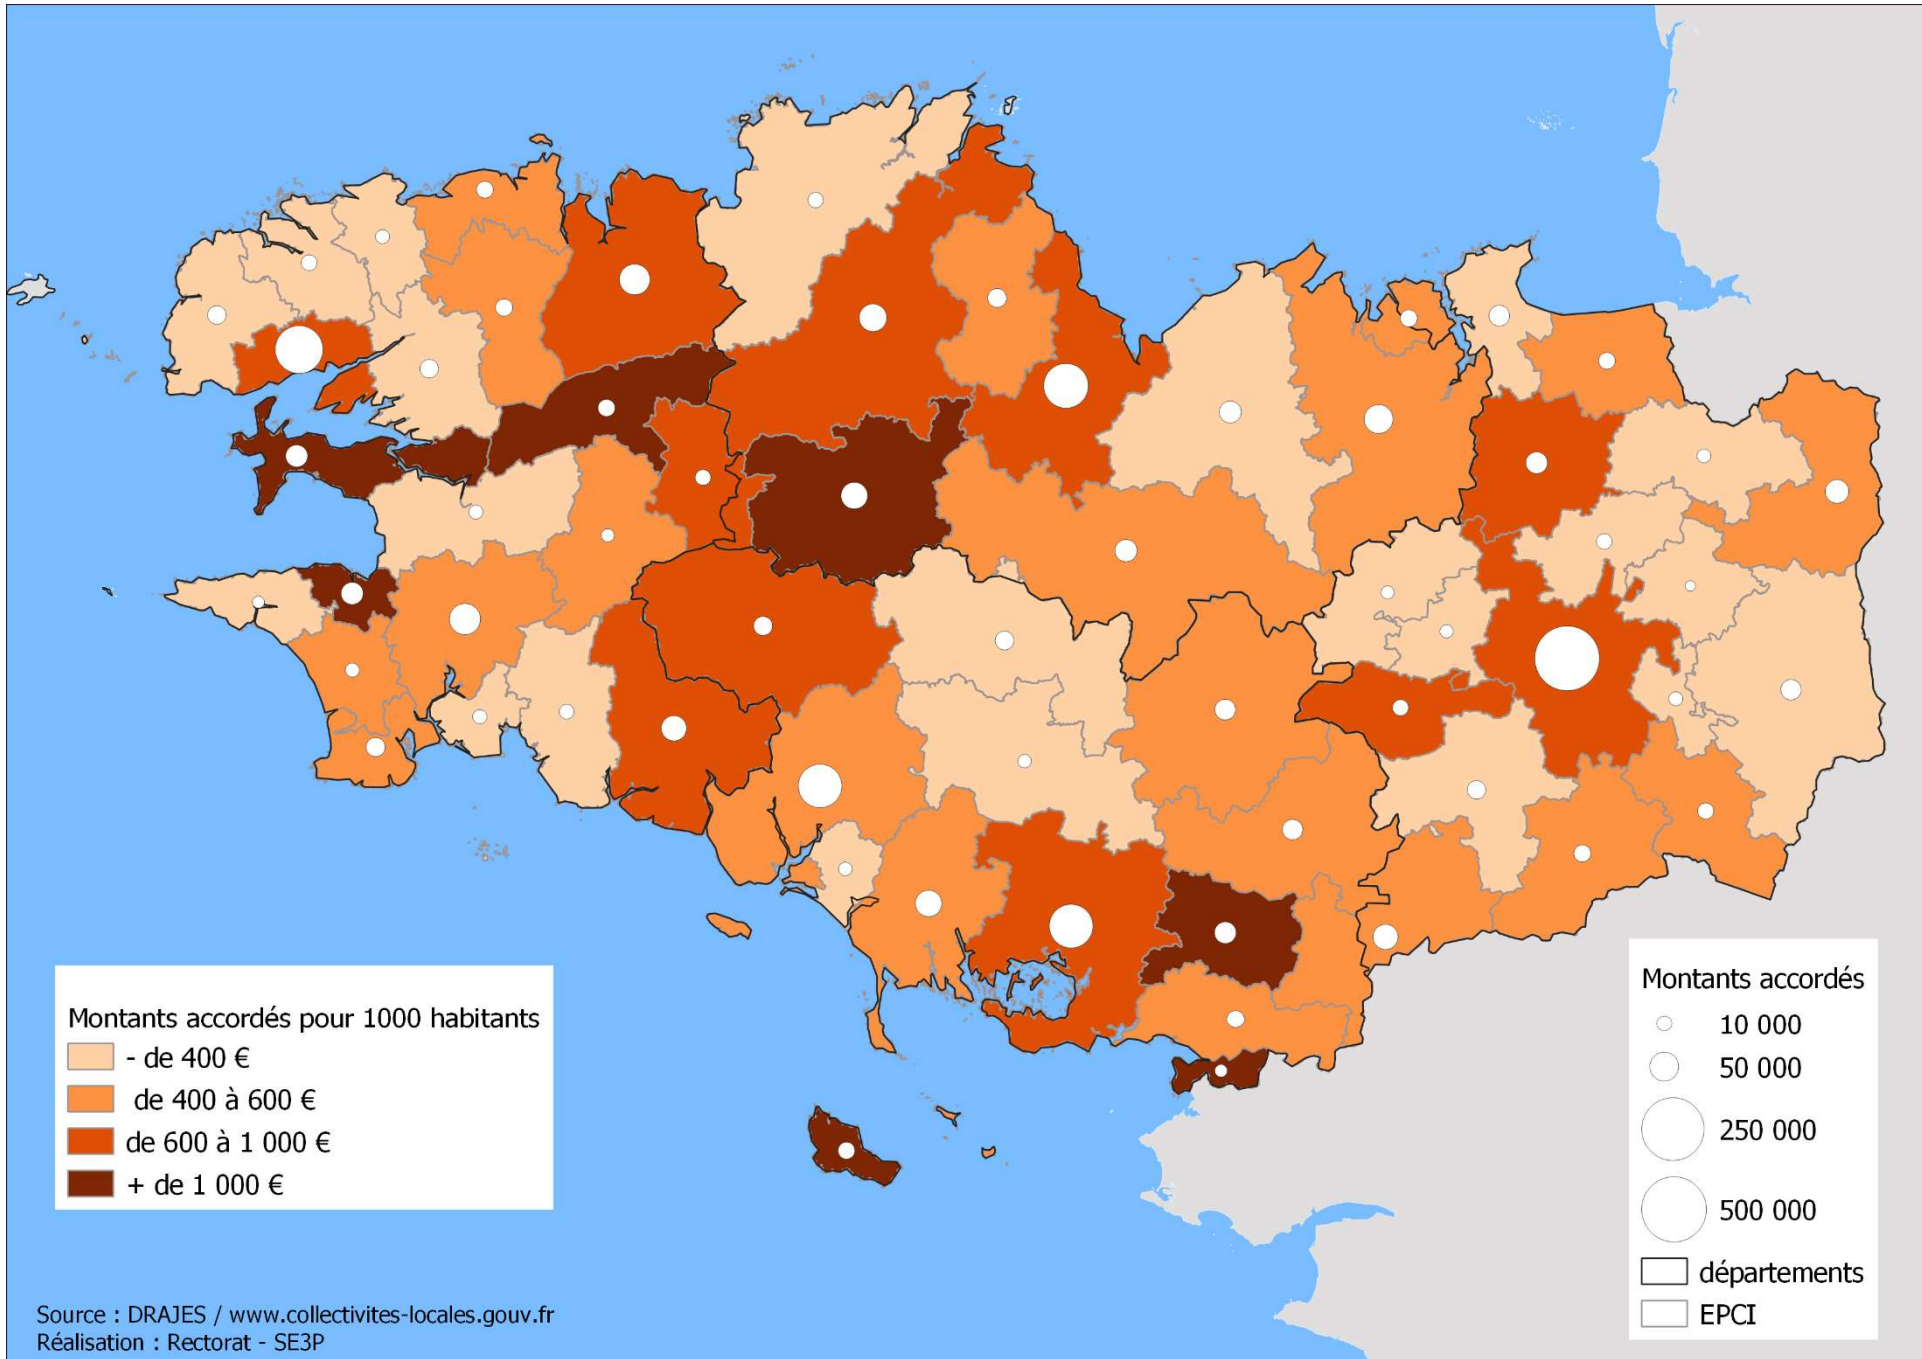 Montants accordés pour 1000 habitants
- de 400 €
de 400 à 600 €
de 600 à 1 000 €
+ de 1 000 €
Source : DRAJES / www.collectivites-locales.gouv.fr
Réalisation : Rectorat - SE3P
Montants accordés
10 000
50 000
250 000
500 000
départements
EPCI